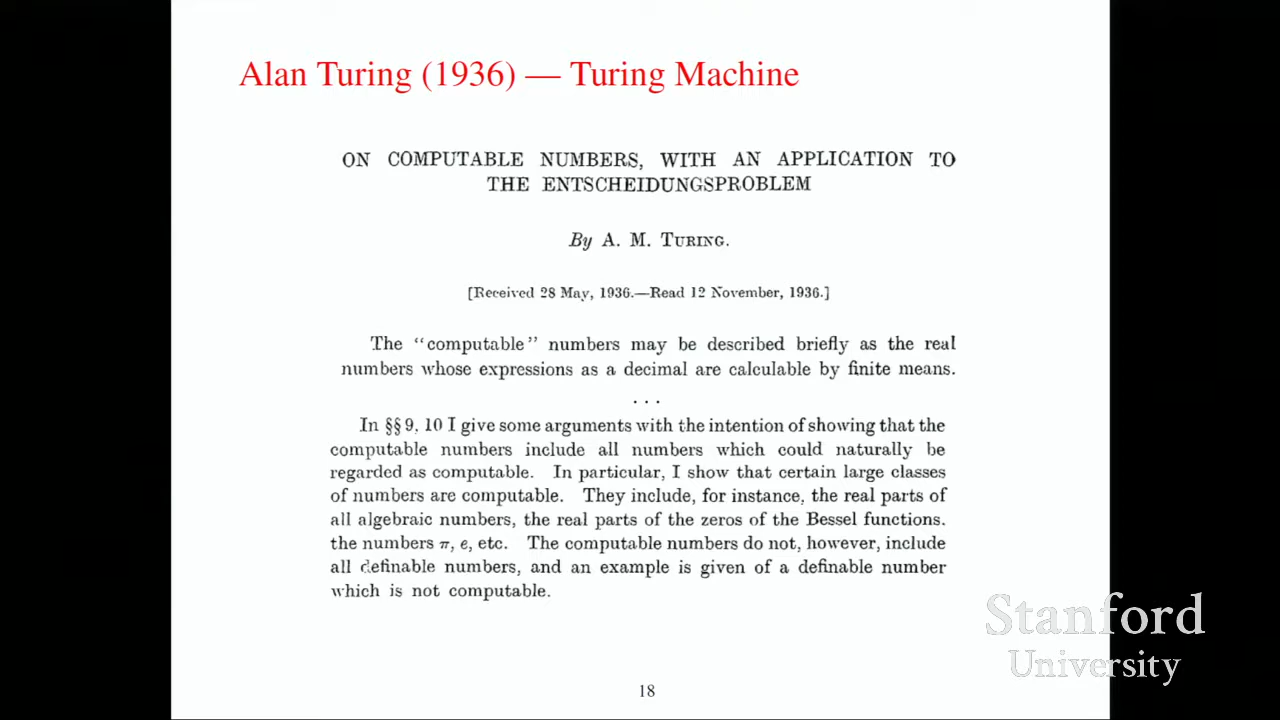 Alan Turing (1936) — Turing Machine
ON COMPUTABLE NUMBERS, WITH AN APPLICATION TO
THE ENTSCHEIDUNGSPROBLEM
By A. M. TURING.
[Received 28 May, 1936.—Read 12 November, 1936.]
The “computable” numbers may be described briefly as the real
numbers whose expressions as a decimal are calculable by finite means.
. . .
In §§ 9, 10 I give some arguments with the intention of showing that the
computable numbers include all numbers which could naturally be
regarded as computable. In particular, I show that certain large classes
of numbers are computable. They include, for instance, the real parts of
all algebraic numbers, the real parts of the zeros of the Bessel functions.
the numbers π, e, etc. The computable numbers do not, however, include
all definable numbers, and an example is given of a definable number
which is not computable.
Stanford
University
18